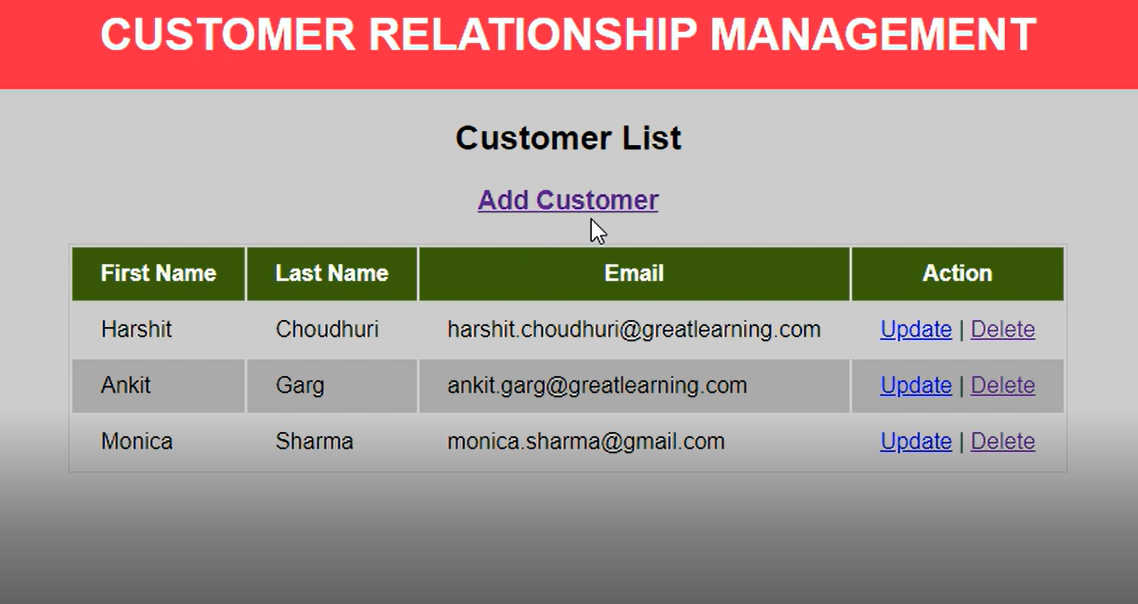 CUSTOMER RELATIONSHIP MANAGEMENT
Customer List
Add Customer
First Name Last Name Email Action
Harshit Choudhuri harshit.choudhuri@greatlearning.com Update | Delete
Ankit Garg ankit.garg@greatlearning.com Update | Delete
Monica Sharma monica.sharma@gmail.com Update | Delete